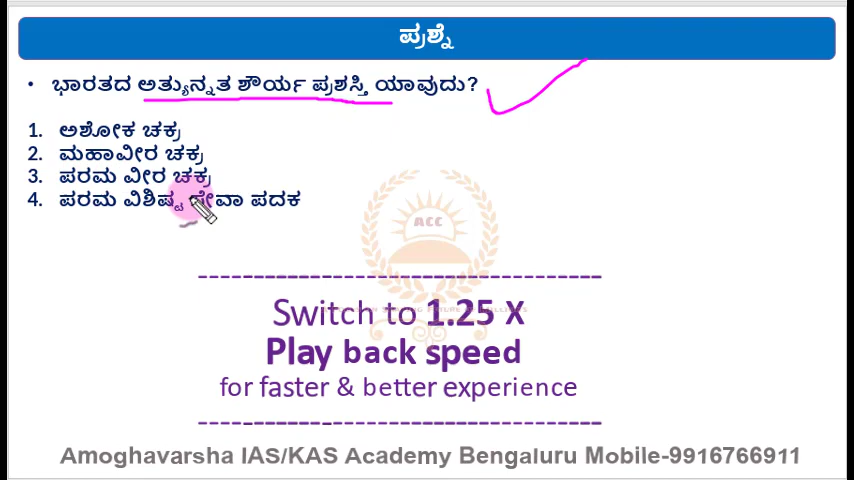 ಪ್ರಶ್ನೆ
• ಭಾರತದ ಅತ್ಯುನ್ನತ ಶೌರ್ಯ ಪ್ರಶಸ್ತಿ ಯಾವುದು?
1. ಅಶೋಕ ಚಕ್ರ
2. ಮಹಾವೀರ ಚಕ್ರ
3. ಪರಮ ವೀರ ಚಕ್ರ
4. ಪರಮ ವಿಶಿಷ್ಟ ಸೇವಾ ಪದಕ
ACC
Switch to 1.25 X
Play back speed
for faster & better experience
Amoghavarsha IAS/KAS Academy Bengaluru Mobile-9916766911